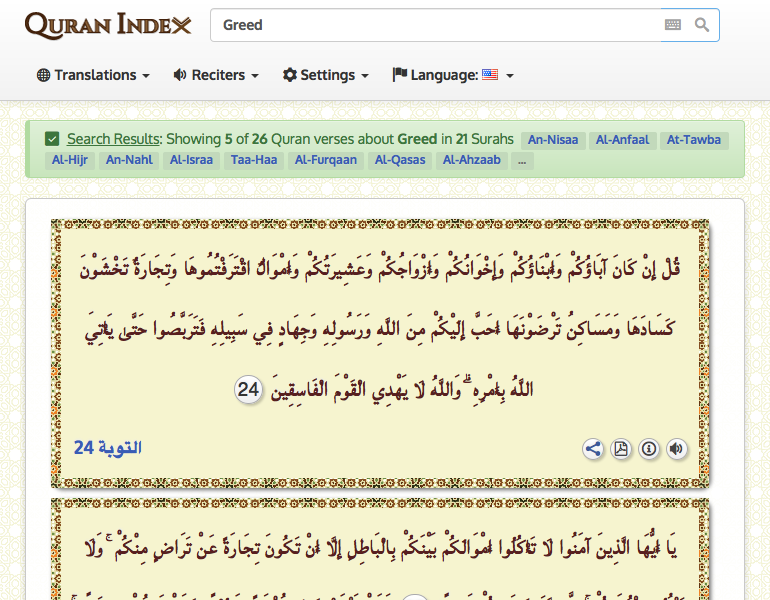 QURAN INDEX
Greed
Translations
Reciters
Settings
Language:
Search Results: Showing 5 of 26 Quran verses about Greed in 21 Surahs An-Nisaa Al-Anfaal At-Tawba
Al-Hijr An-Nahl Al-Israa Taa-Haa Al-Furqaan Al-Qasas Al-Ahzaab ...
قُلْ إِنْ كَانَ آبَاؤُكُمْ وَأَبْنَاؤُكُمْ وَإِخْوَانُكُمْ وَأَزْوَاجُكُمْ وَعَشِيرَتُكُمْ وَأَمْوَالٌ اقْتَرَفْتُمُوهَا وَتِجَارَةٌ تَخْشَوْنَ
كَسَادَهَا وَمَسَاكِنُ تَرْضَوْنَهَا أَحَبَّ إِلَيْكُمْ مِنَ اللَّهِ وَرَسُولِهِ وَجِهَادٍ فِي سَبِيلِهِ فَتَرَبَّصُوا حَتَّىٰ يَأْتِيَ
اللَّهُ بِأَمْرِهِ ۗ وَاللَّهُ لَا يَهْدِي الْقَوْمَ الْفَاسِقِينَ 24
التوبة 24
يَا أَيُّهَا الَّذِينَ آمَنُوا لَا تَأْكُلُوا أَمْوَالَكُمْ بَيْنَكُمْ بِالْبَاطِلِ إِلَّا أَنْ تَكُونَ تِجَارَةً عَنْ تَرَاضٍ مِنْكُمْ ۚ وَلَا